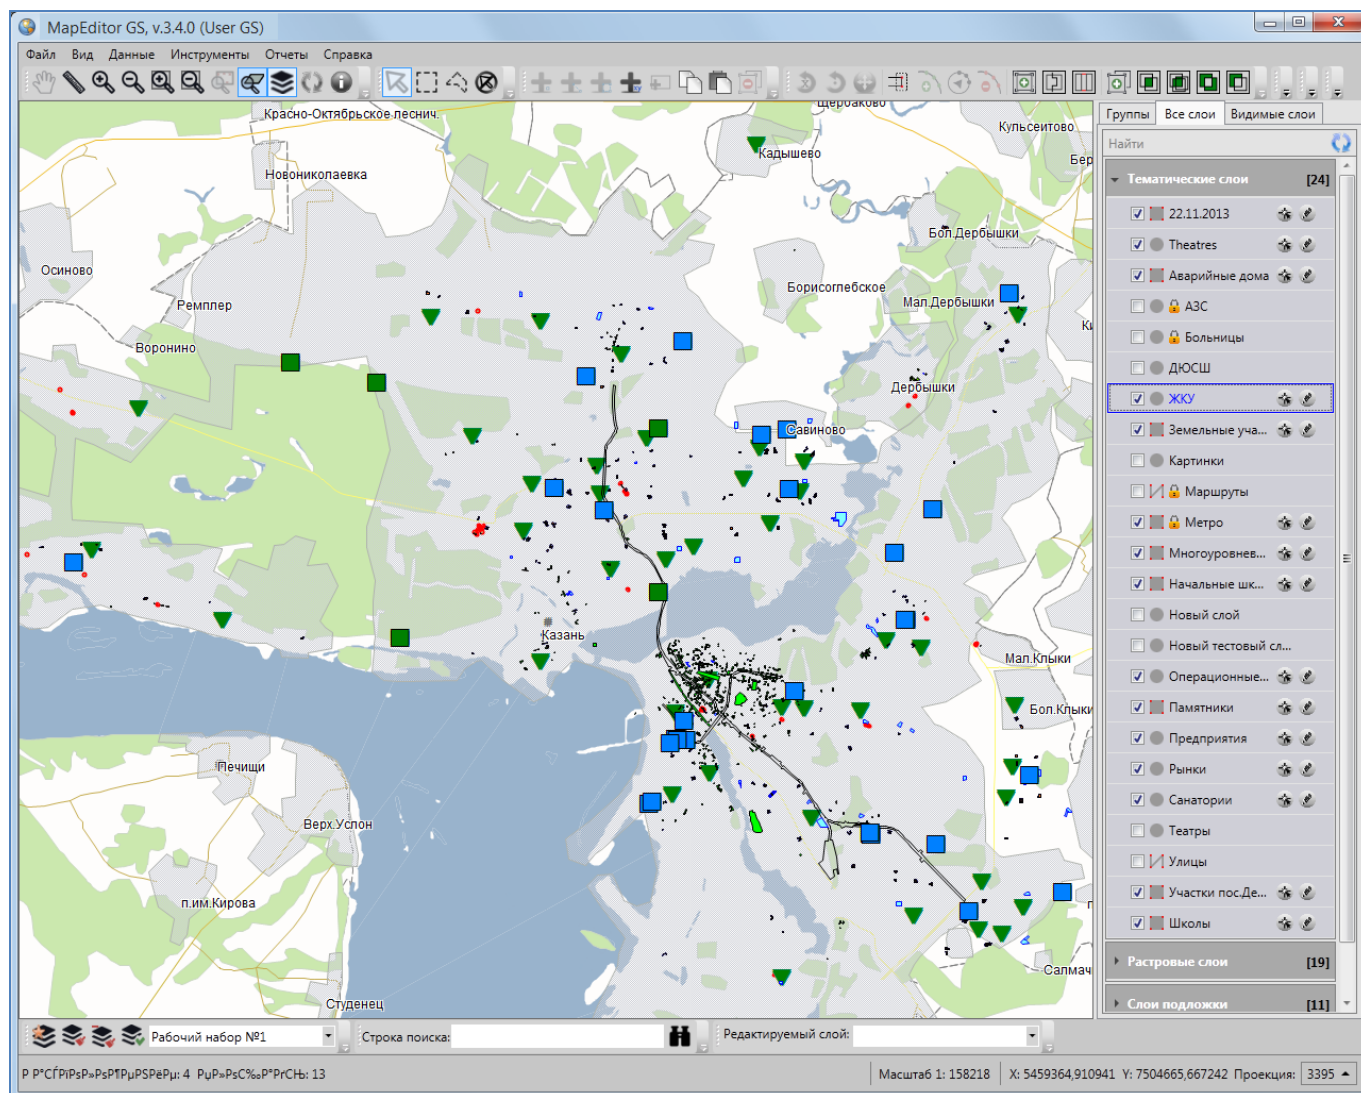 MapEditor GS, v.3.4.0 (User GS)
Файл Вид Данные Инструменты Отчеты Справка
Группы Все слои Видимые слои
Найти
Тематические слои [24]
22.11.2013
Theatres
Аварийные дома
АЗС
Больницы
ДЮСШ
ЖКУ
Земельные уча...
Картинки
Маршруты
Метро
Многоуровнев...
Начальные шк...
Новый слой
Новый тестовый сл...
Операционные...
Памятники
Предприятия
Рынки
Санатории
Театры
Улицы
Участки пос.Де...
Школы
Растровые слои [19]
Слои подложки [11]
Красно-Октябрьское леснич.
Щербаково
Кульсеитово
Кадышево
Бер
Новониколаевка
Бол.Дербышки
Осиново
Борисоглебское
Мал.Дербышки
Ремплер
Ки
Воронино
Дербышки
Савиново
Казань
Мал.Клыки
Бол.Клыки
Печищи
Верх.Услон
п.им.Кирова
Салмач
Студенец
Рабочий набор №1 Строка поиска: Редактируемый слой:
Масштаб 1: 158218 X: 5459364,910941 Y: 7504665,667242 Проекция: 3395